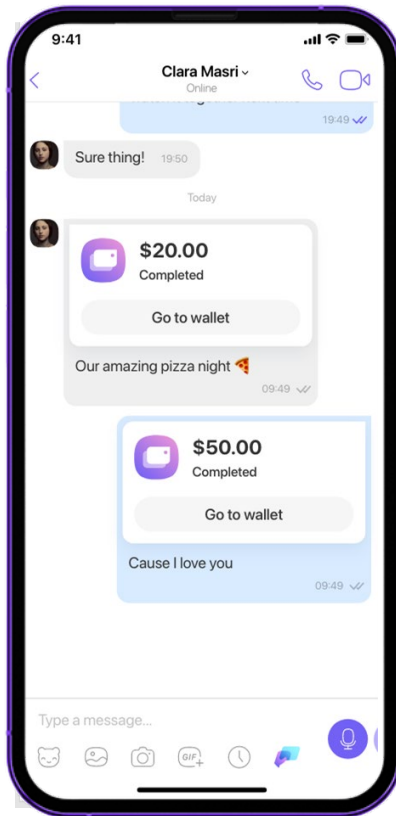 9:41
Clara Masri
Online
19:49
Sure thing! 19:50
Today
$20.00
Completed
Go to wallet
Our amazing pizza night 🍕
09:49
$50.00
Completed
Go to wallet
Cause I love you
09:49
Type a message...
GIF